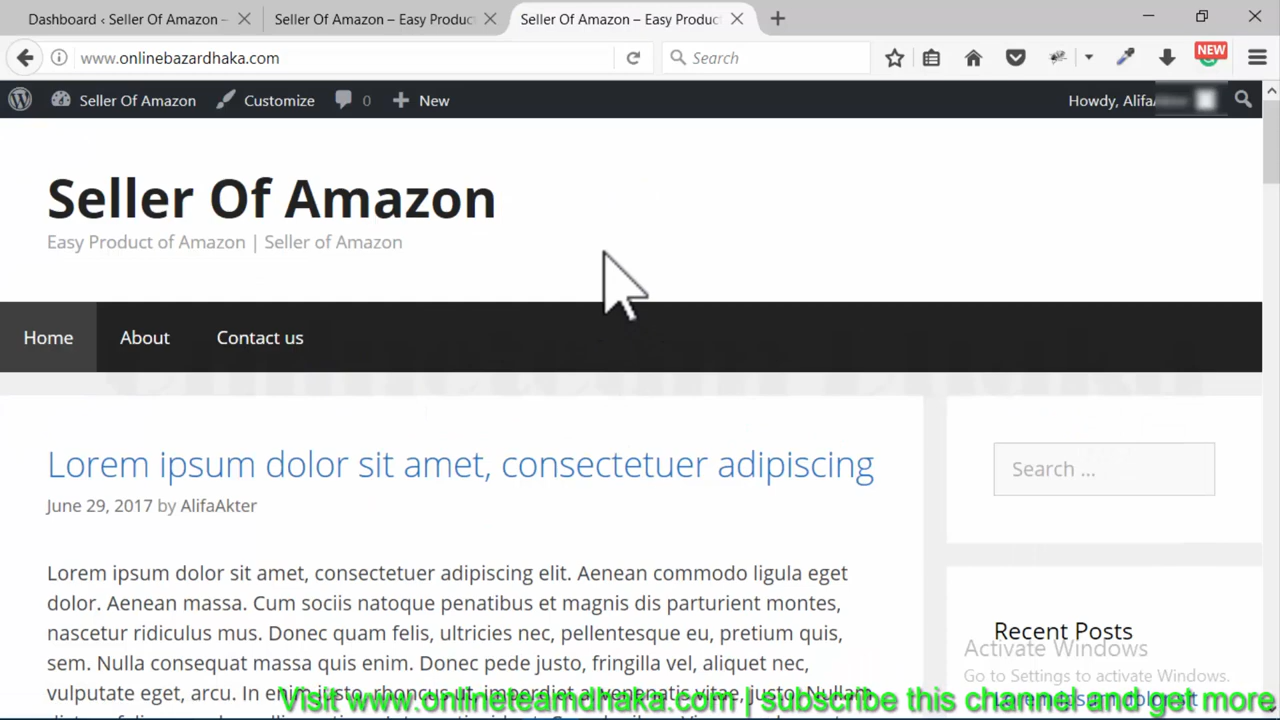 Dashboard ‹ Seller Of Amazon –
Seller Of Amazon – Easy Produc
Seller Of Amazon – Easy Produc
www.onlinebazardhaka.com
Search
NEW
Seller Of Amazon
Customize
0
New
Howdy, AlifaAkter
Seller Of Amazon
Easy Product of Amazon | Seller of Amazon
Home
About
Contact us
Lorem ipsum dolor sit amet, consectetuer adipiscing
June 29, 2017 by AlifaAkter
Search ...
Lorem ipsum dolor sit amet, consectetuer adipiscing elit. Aenean commodo ligula eget
dolor. Aenean massa. Cum sociis natoque penatibus et magnis dis parturient montes,
nascetur ridiculus mus. Donec quam felis, ultricies nec, pellentesque eu, pretium quis,
sem. Nulla consequat massa quis enim. Donec pede justo, fringilla vel, aliquet nec,
vulputate eget, arcu. In enim justo, rhoncus ut, imperdiet a, venenatis vitae, justo. Nullam
Recent Posts
Activate Windows
Go to Settings to activate Windows.
Lorem ipsum dolor sit
Visit www.onlineteamdhaka.com | subscribe this channel and get more